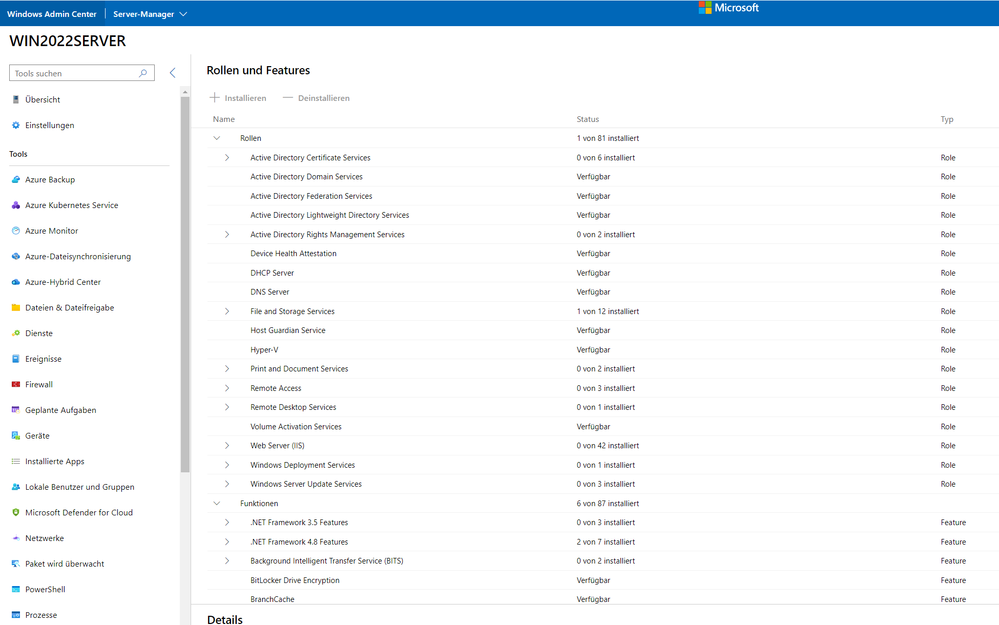 Windows Admin Center Server-Manager
Microsoft
WIN2022SERVER
Tools suchen
Übersicht
Einstellungen
Tools
Azure Backup
Azure Kubernetes Service
Azure Monitor
Azure-Dateisynchronisierung
Azure-Hybrid Center
Dateien & Dateifreigabe
Dienste
Ereignisse
Firewall
Geplante Aufgaben
Geräte
Installierte Apps
Lokale Benutzer und Gruppen
Microsoft Defender for Cloud
Netzwerke
Paket wird überwacht
PowerShell
Prozesse
Rollen und Features
Installieren Deinstallieren
Name Status Typ
Rollen 1 von 81 installiert
Active Directory Certificate Services 0 von 6 installiert Role
Active Directory Domain Services Verfügbar Role
Active Directory Federation Services Verfügbar Role
Active Directory Lightweight Directory Services Verfügbar Role
Active Directory Rights Management Services 0 von 2 installiert Role
Device Health Attestation Verfügbar Role
DHCP Server Verfügbar Role
DNS Server Verfügbar Role
File and Storage Services 1 von 12 installiert Role
Host Guardian Service Verfügbar Role
Hyper-V Verfügbar Role
Print and Document Services 0 von 2 installiert Role
Remote Access 0 von 3 installiert Role
Remote Desktop Services 0 von 1 installiert Role
Volume Activation Services Verfügbar Role
Web Server (IIS) 0 von 42 installiert Role
Windows Deployment Services 0 von 1 installiert Role
Windows Server Update Services 0 von 3 installiert Role
Funktionen 6 von 87 installiert
.NET Framework 3.5 Features 0 von 3 installiert Feature
.NET Framework 4.8 Features 2 von 7 installiert Feature
Background Intelligent Transfer Service (BITS) 0 von 2 installiert Feature
BitLocker Drive Encryption Verfügbar Feature
BranchCache Verfügbar Feature
Details